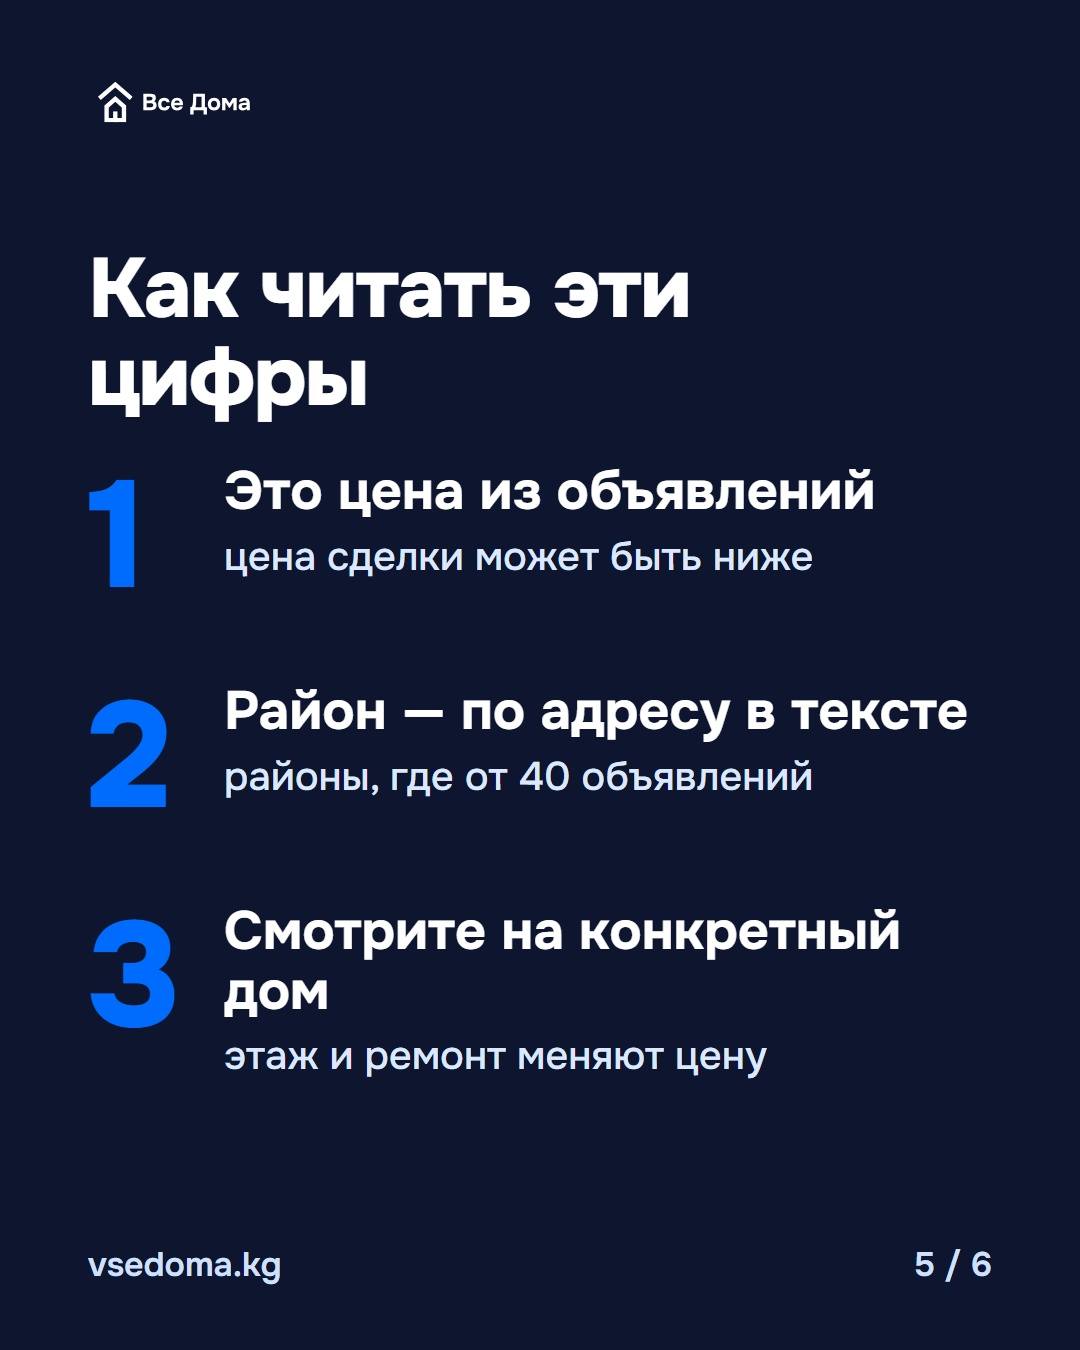 Все Дома
Как читать эти
цифры
1
Это цена из объявлений
цена сделки может быть ниже
2
Район — по адресу в тексте
районы, где от 40 объявлений
3
Смотрите на конкретный
дом
этаж и ремонт меняют цену
vsedoma.kg
5 / 6